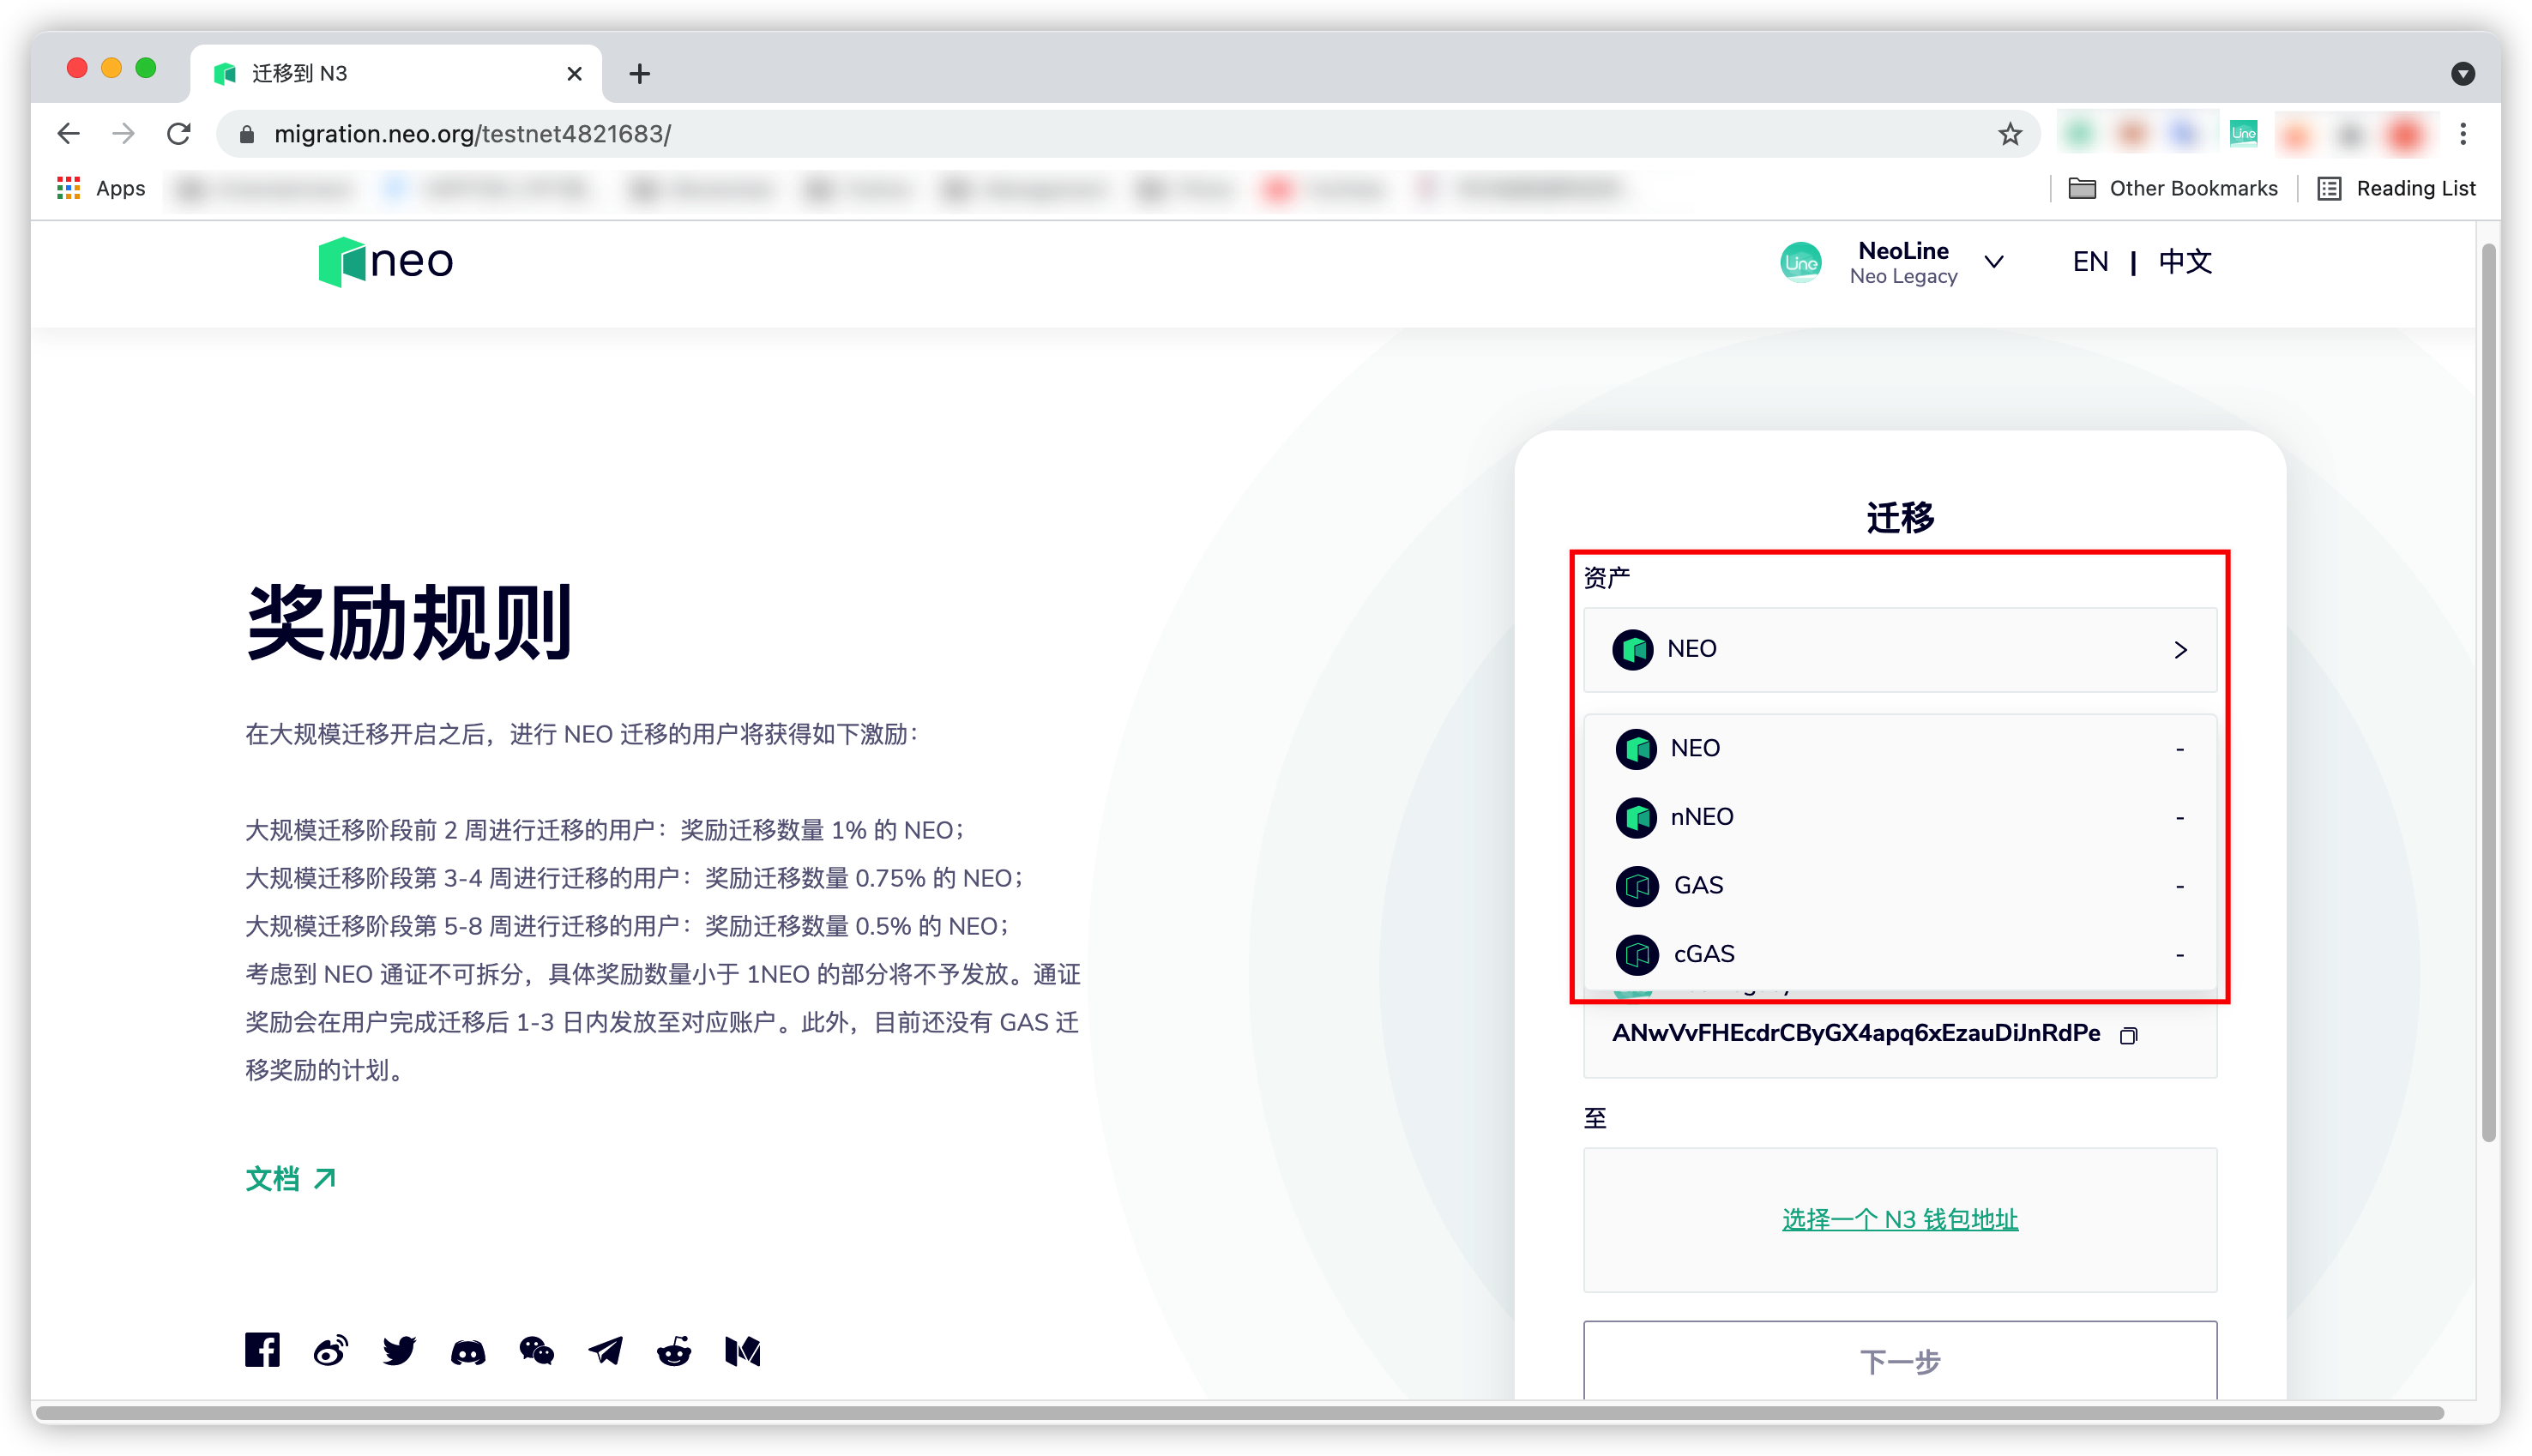 迁移到 N3
migration.neo.org/testnet4821683/
Line
Apps
Other Bookmarks
Reading List
neo
Line
NeoLine
Neo Legacy
EN | 中文
奖励规则
在大规模迁移开启之后，进行 NEO 迁移的用户将获得如下激励：
大规模迁移阶段前 2 周进行迁移的用户：奖励迁移数量 1% 的 NEO；
大规模迁移阶段第 3-4 周进行迁移的用户：奖励迁移数量 0.75% 的 NEO；
大规模迁移阶段第 5-8 周进行迁移的用户：奖励迁移数量 0.5% 的 NEO；
考虑到 NEO 通证不可拆分，具体奖励数量小于 1NEO 的部分将不予发放。通证
奖励会在用户完成迁移后 1-3 日内发放至对应账户。此外，目前还没有 GAS 迁
移奖励的计划。
文档
迁移
资产
NEO
NEO -
nNEO -
GAS -
cGAS -
ANwVvFHEcdrCByGX4apq6xEzauDiJnRdPe
至
选择一个 N3 钱包地址
下一步